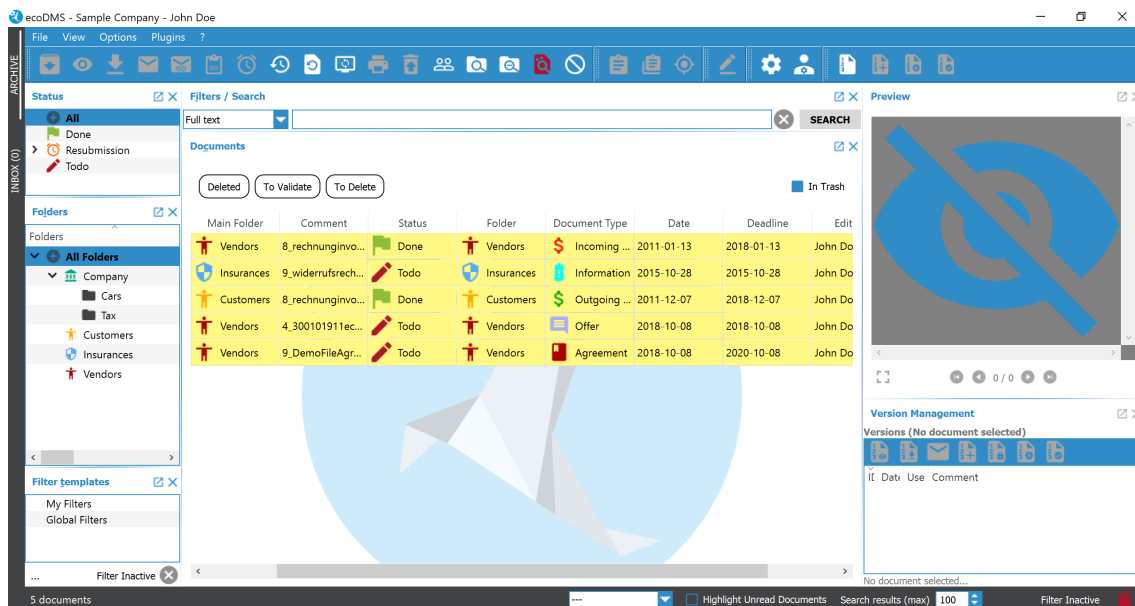 ecoDMS - Sample Company - John Doe
File View Options Plugins ?
ARCHIVE
INBOX (0)
Status
All
Done
Resubmission
Todo
Folders
Folders
All Folders
Company
Cars
Tax
Customers
Insurances
Vendors
Filter templates
My Filters
Global Filters
... Filter Inactive
Filters / Search
Full text SEARCH
Documents
Deleted To Validate To Delete In Trash
Main Folder Comment Status Folder Document Type Date Deadline Edit
Vendors 8_rechnunginvo... Done Vendors Incoming ... 2011-01-13 2018-01-13 John Do
Insurances 9_widerrufsrech... Todo Insurances Information 2015-10-28 2015-10-28 John Do
Customers 8_rechnunginvo... Done Customers Outgoing ... 2011-12-07 2018-12-07 John Do
Vendors 4_300101911ec... Todo Vendors Offer 2018-10-08 2018-10-08 John Do
Vendors 9_DemoFileAgr... Todo Vendors Agreement 2018-10-08 2020-10-08 John Do
Preview
0 / 0
Version Management
Versions (No document selected)
Use Comment
No document selected...
5 documents --- Highlight Unread Documents Search results (max) 100 Filter Inactive